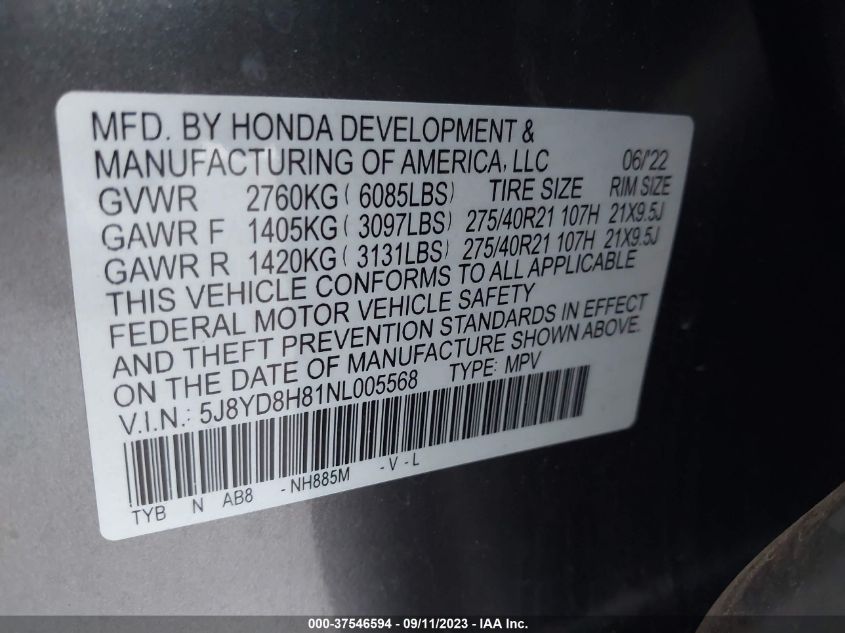 MFD. BY HONDA DEVELOPMENT &
MANUFACTURING OF AMERICA, LLC 06/'22
GVWR 2760KG ( 6085LBS) TIRE SIZE RIM SIZE
GAWR F 1405KG ( 3097LBS) 275/40R21 107H 21X9.5J
GAWR R 1420KG ( 3131LBS) 275/40R21 107H 21X9.5J
THIS VEHICLE CONFORMS TO ALL APPLICABLE
FEDERAL MOTOR VEHICLE SAFETY
AND THEFT PREVENTION STANDARDS IN EFFECT
ON THE DATE OF MANUFACTURE SHOWN ABOVE.
V.I.N.: 5J8YD8H81NL005568 TYPE: MPV
TYB N AB8 -NH885M -V-L
000-37546594 - 09/11/2023 - IAA Inc.